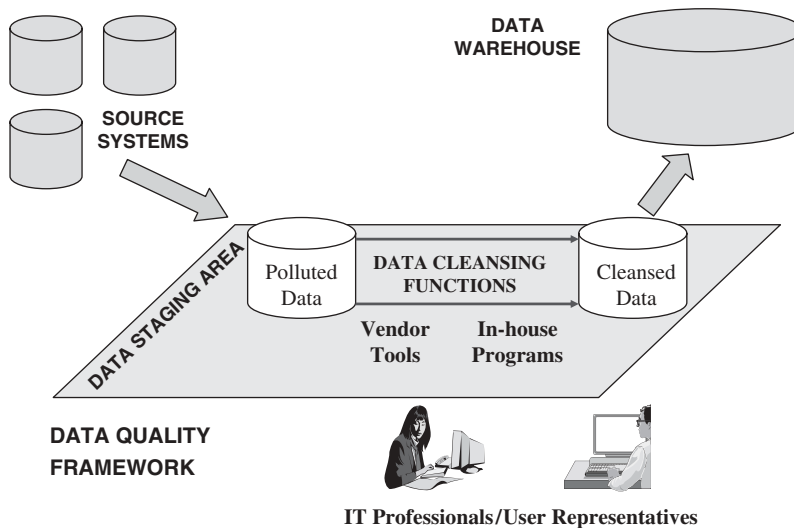 DATA
WAREHOUSE
SOURCE
SYSTEMS
DATA STAGING AREA
Polluted
Data
DATA CLEANSING
FUNCTIONS
Cleansed
Data
Vendor
Tools
In-house
Programs
DATA QUALITY
FRAMEWORK
IT Professionals/User Representatives